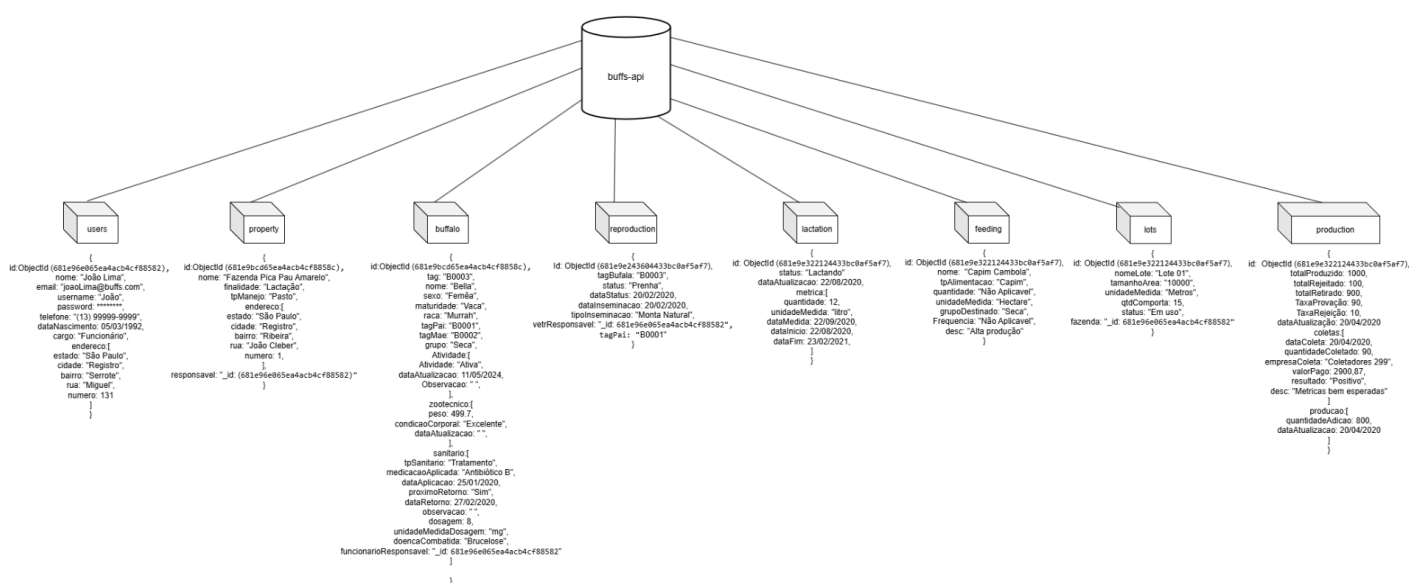 buffs-api
users
{
id:ObjectId (681e96e065ea4acb4cf88582),
nome: "João Lima",
email: "joaoLima@buffs.com",
username: "João",
password: ********,
telefone: "(13) 99999-9999",
dataNascimento: 05/03/1992,
cargo: "Funcionário",
endereco:[
estado: "São Paulo",
cidade: "Registro",
bairro: "Serrote",
rua: "Miguel",
numero: 131
]
}
property
{
id:ObjectId (681e9bcd65ea4acb4cf8858c),
nome: "Fazenda Pica Pau Amarelo",
finalidade: "Lactação",
tpManejo: "Pasto",
endereco:[
estado: "São Paulo",
cidade: "Registro",
bairro: "Ribeira",
rua: "João Cleber",
numero: 1,
],
responsavel: "_id: (681e96e065ea4acb4cf88582)"
}
buffalo
{
id:ObjectId (681e9bcd65ea4acb4cf8858c),
tag: "B0003",
nome: "Bella",
sexo: "Femêa",
maturidade: "Vaca",
raca: "Murrah",
tagPai: "B0001"
tagMae: "B0002"
grupo: "Seca",
Atividade:[
Atividade: "Ativa",
dataAtualizacao: 11/05/2024,
Observacao: " ",
],
zootecnico:[
peso: 499.7,
condicaoCorporal: "Excelente",
dataAtualizacao: " ",
],
sanitario:[
tpSanitario: "Tratamento",
medicacaoAplicada: "Antibiótico B",
dataAplicacao: 25/01/2020,
proximoRetorno: "Sim",
dataRetorno: 27/02/2020,
observacao: " ",
dosagem: 8,
unidadeMedidaDosagem: "mg",
doencaCombatida: "Brucelose",
funcionarioResponsavel: "_id: 681e96e065ea4acb4cf88582"
]
}
reproduction
{
Id: ObjectId (681e9e243604433bc0af5af7),
tagBufala: "B0003",
status: "Prenha",
dataStatus: 20/02/2020,
dataInseminacao: 20/02/2020,
tipoInseminacao: "Monta Natural",
vetrResponsavel: "_id: 681e96e065ea4acb4cf88582",
tagPai: "B0001"
}
lactation
{
id: ObjectId (681e9e322124433bc0af5af7),
status: "Lactando"
dataAtualizacao: 22/08/2020,
metrica:[
quantidade: 12,
unidadeMedida: "litro",
dataMedida: 22/09/2020,
dataInicio: 22/08/2020,
dataFim: 23/02/2021,
]
}
feeding
{
id: ObjectId (681e9e322124433bc0af5af7),
nome: "Capim Cambola",
tpAlimentacao: "Capim",
quantidade: "Não Aplicavel",
unidadeMedida: "Hectare",
grupoDestinado: "Seca",
Frequencia: "Não Aplicavel",
desc: "Alta produção"
}
lots
{
id: ObjectId (681e9e322124433bc0af5af7),
nomeLote: "Lote 01",
tamanhoArea: "10000",
unidadeMedida: "Metros",
qtdComporta: 15,
status: "Em uso",
fazenda: "_id: 681e96e065ea4acb4cf88582"
}
production
{
id: ObjectId (681e9e322124433bc0af5af7),
totalProduzido: 1000,
totalRejeitado: 100,
totalRetirado: 900,
TaxaProvação: 90,
TaxaRejeição: 10,
dataAtualização: 20/04/2020
coletas:[
dataColeta: 20/04/2020,
quantidadeColetado: 90,
empresaColeta: "Coletadores 299",
valorPago: 2900,87,
resultado: "Positivo",
desc: "Metricas bem esperadas"
]
producao:[
quantidadeAdicao: 800,
dataAtualizacao: 20/04/2020
]
}